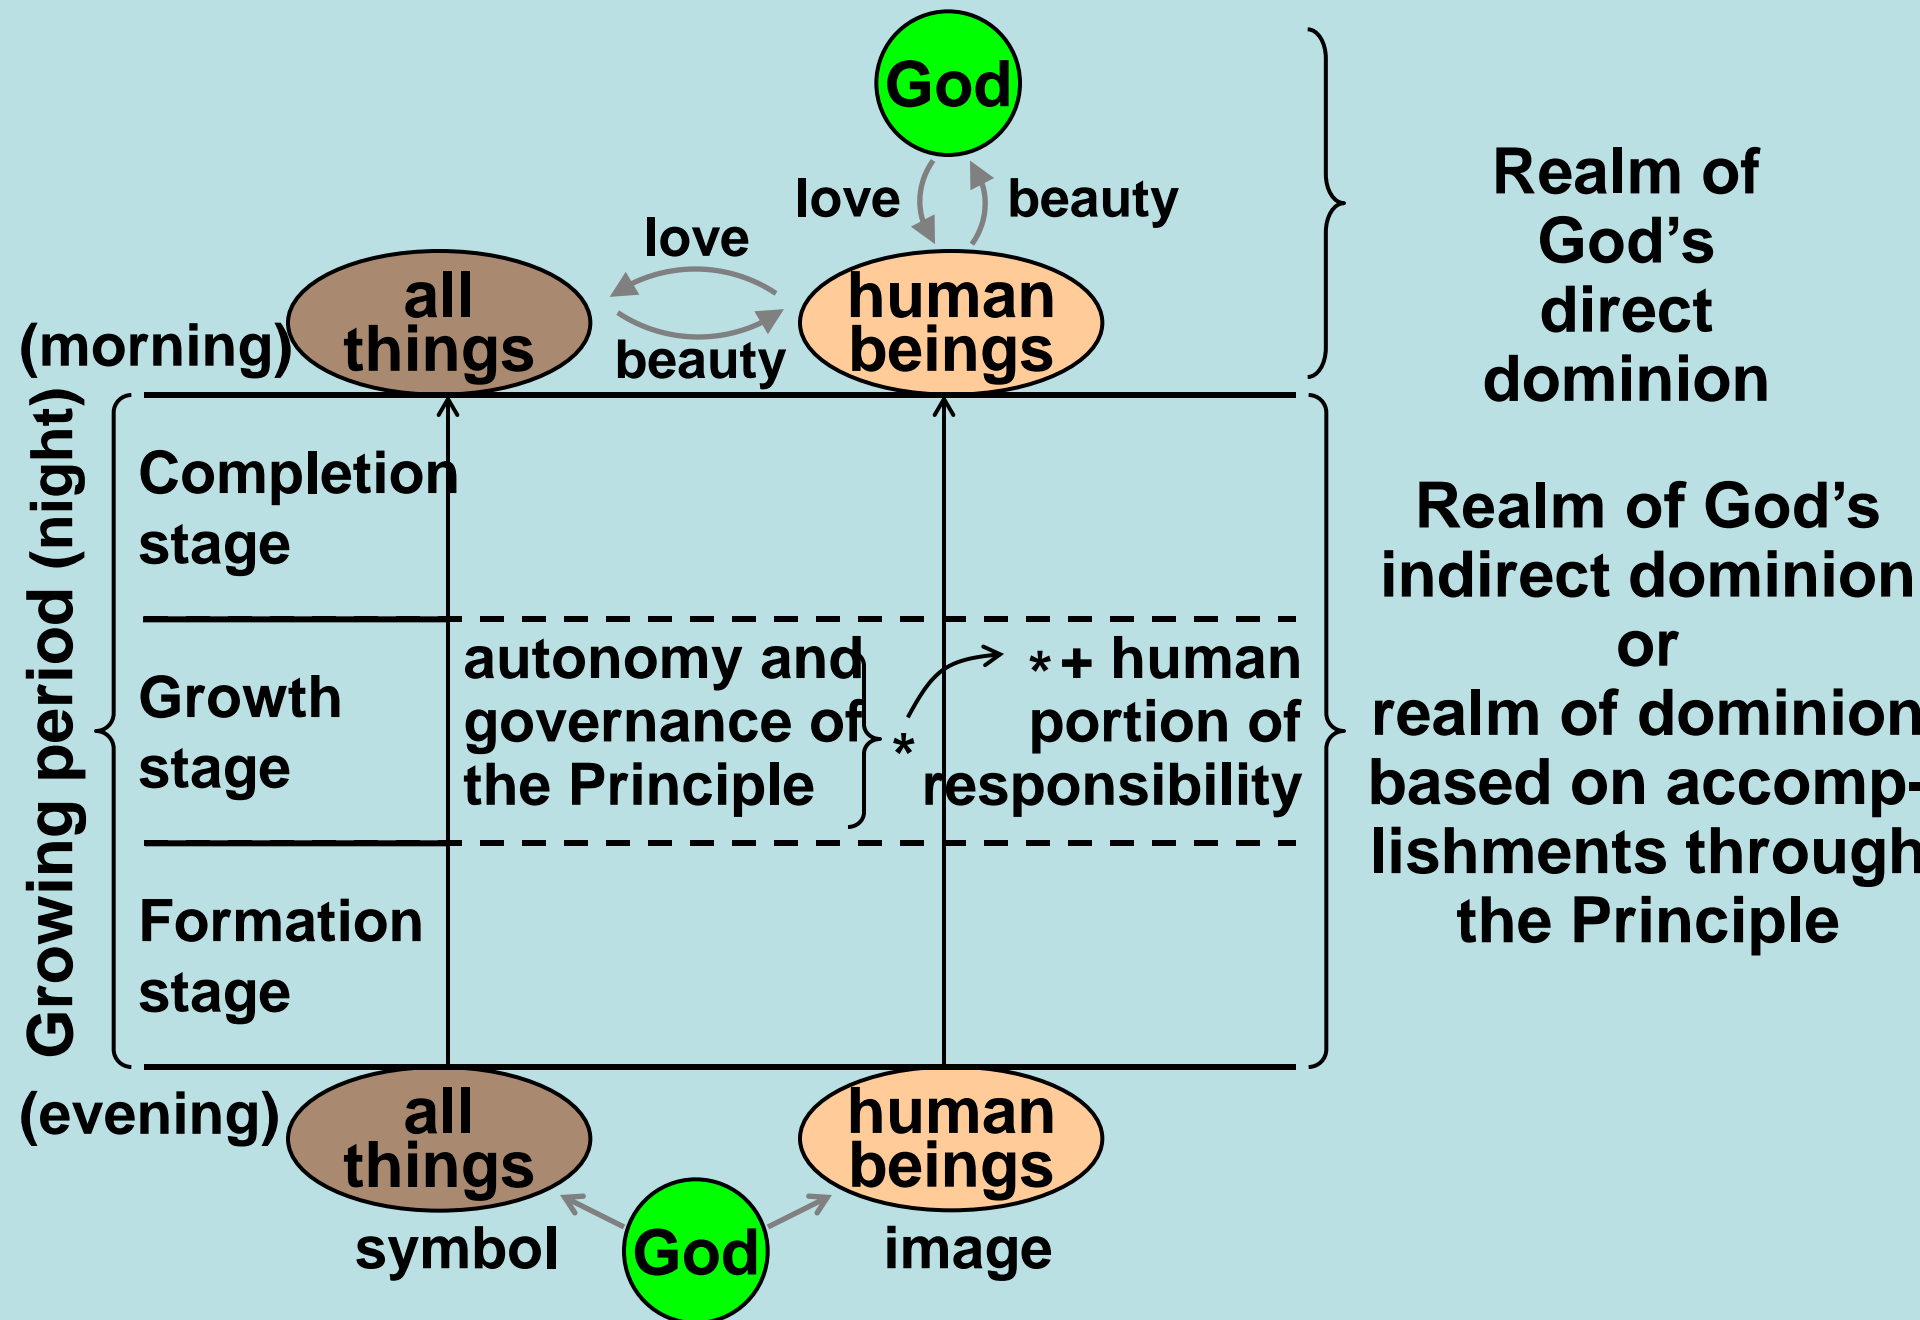 God
love
beauty
love
all
things
human
beings
beauty
(morning)
Realm of
God’s
direct
dominion
Growing period (night)
Completion
stage
Growth
stage
Formation
stage
autonomy and
governance of
the Principle
*
* + human
portion of
responsibility
Realm of God’s
indirect dominion
or
realm of dominion
based on accomp-
lishments through
the Principle
(evening)
all
things
human
beings
symbol
God
image